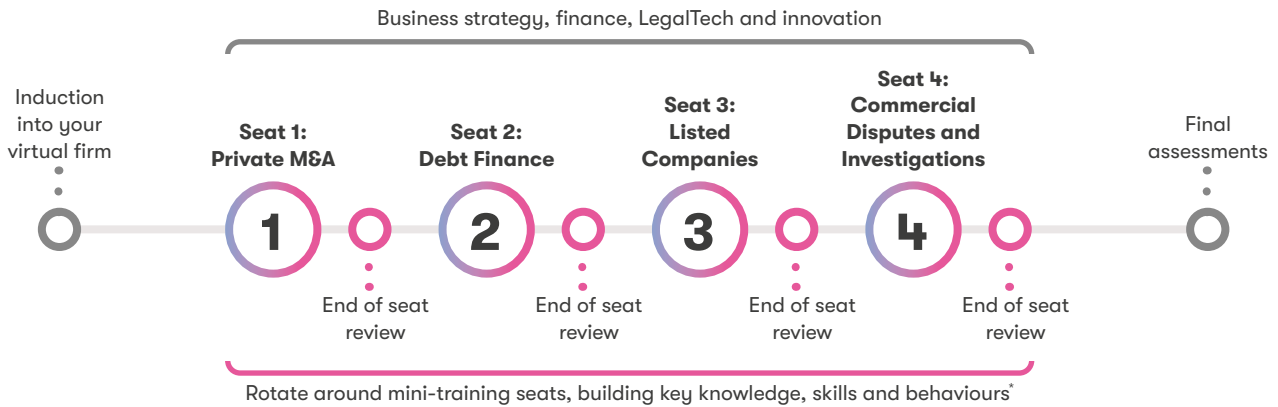 Business strategy, finance, LegalTech and innovation
Induction
into your
virtual firm
Seat 1:
Private M&A
Seat 2:
Debt Finance
Seat 3:
Listed
Companies
Seat 4:
Commercial
Disputes and
Investigations
Final
assessments
1
2
3
4
End of seat
review
End of seat
review
End of seat
review
End of seat
review
Rotate around mini-training seats, building key knowledge, skills and behaviours*